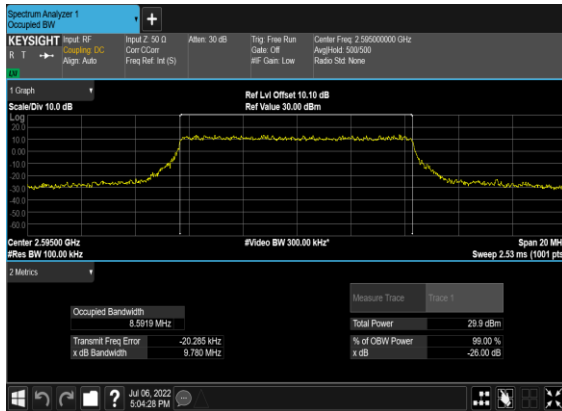 Spectrum Analyzer 1
Occupied BW
+
KEYSIGHT
R T
LXI
Input: RF
Coupling: DC
Align: Auto
Input Z: 50 Ω
Corr CCorr
Freq Ref: Int (S)
Atten: 30 dB
Trig: Free Run
Gate: Off
#IF Gain: Low
Center Freq: 2.595000000 GHz
Avg|Hold: 500/500
Radio Std: None
1 Graph
Scale/Div 10.0 dB
Ref Lvl Offset 10.10 dB
Ref Value 30.00 dBm
Log
20.0
10.0
0.00
-10.0
-20.0
-30.0
-40.0
-50.0
-60.0
Center 2.59500 GHz
#Res BW 100.00 kHz
#Video BW 300.00 kHz*
Span 20 MH
Sweep 2.53 ms (1001 pts
2 Metrics
Measure Trace Trace 1
Occupied Bandwidth
8.5919 MHz
Total Power 29.9 dBm
Transmit Freq Error -20.285 kHz
% of OBW Power 99.00 %
x dB Bandwidth 9.780 MHz
x dB -26.00 dB
? Jul 06, 2022
5:04:28 PM